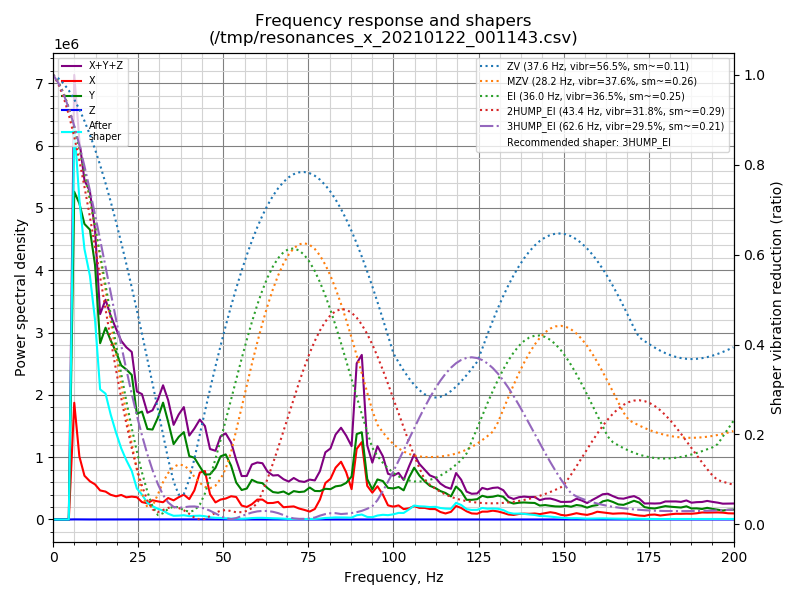 Frequency response and shapers
(/tmp/resonances_x_20210122_001143.csv)
1e6
X+Y+Z
X
Y
Z
After
shaper
ZV (37.6 Hz, vibr=56.5%, sm~=0.11)
MZV (28.2 Hz, vibr=37.6%, sm~=0.26)
EI (36.0 Hz, vibr=36.5%, sm~=0.25)
2HUMP_EI (43.4 Hz, vibr=31.8%, sm~=0.29)
3HUMP_EI (62.6 Hz, vibr=29.5%, sm~=0.21)
Recommended shaper: 3HUMP_EI
7
6
5
4
3
2
1
0
Power spectral density
1.0
0.8
0.6
0.4
0.2
0.0
Shaper vibration reduction (ratio)
0 25 50 75 100 125 150 175 200
Frequency, Hz